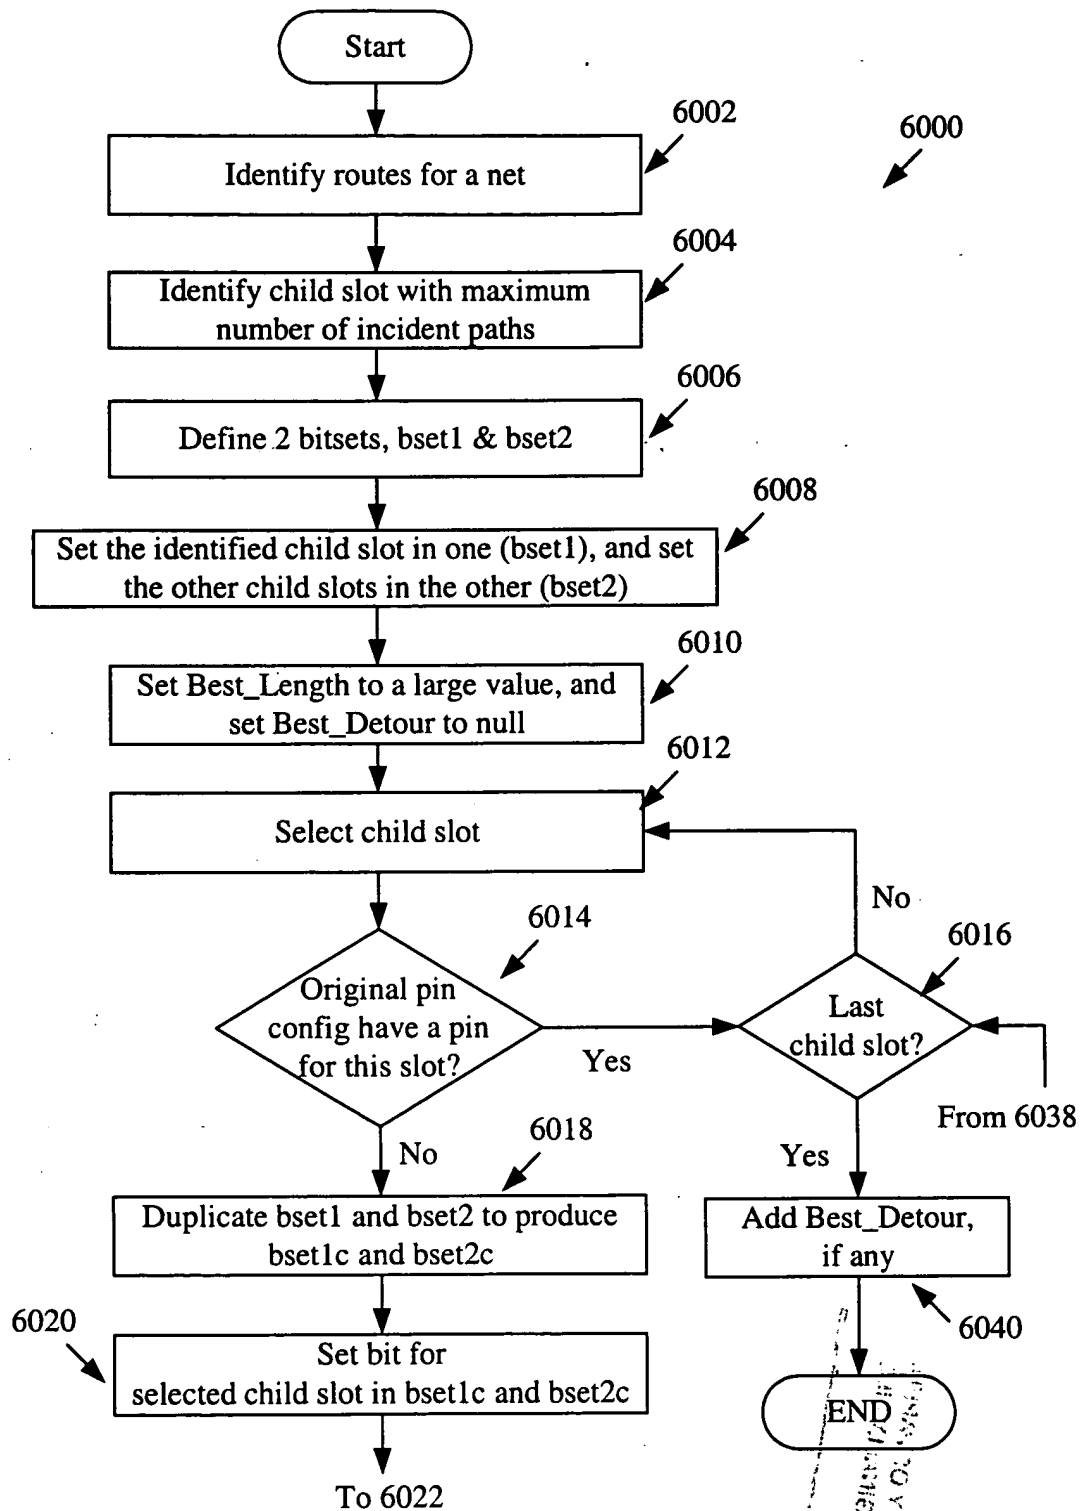 Start
6002
6000
Identify routes for a net
6004
Identify child slot with maximum
number of incident paths
6006
Define 2 bitsets, bset1 & bset2
6008
Set the identified child slot in one (bset1), and set
the other child slots in the other (bset2)
6010
Set Best_Length to a large value, and
set Best_Detour to null
6012
Select child slot
No
6014
6016
Original pin
config have a pin
for this slot?
Last
child slot?
Yes
From 6038
6018
No
Yes
Duplicate bset1 and bset2 to produce
bset1c and bset2c
Add Best_Detour,
if any
6020
6040
Set bit for
selected child slot in bset1c and bset2c
END
To 6022